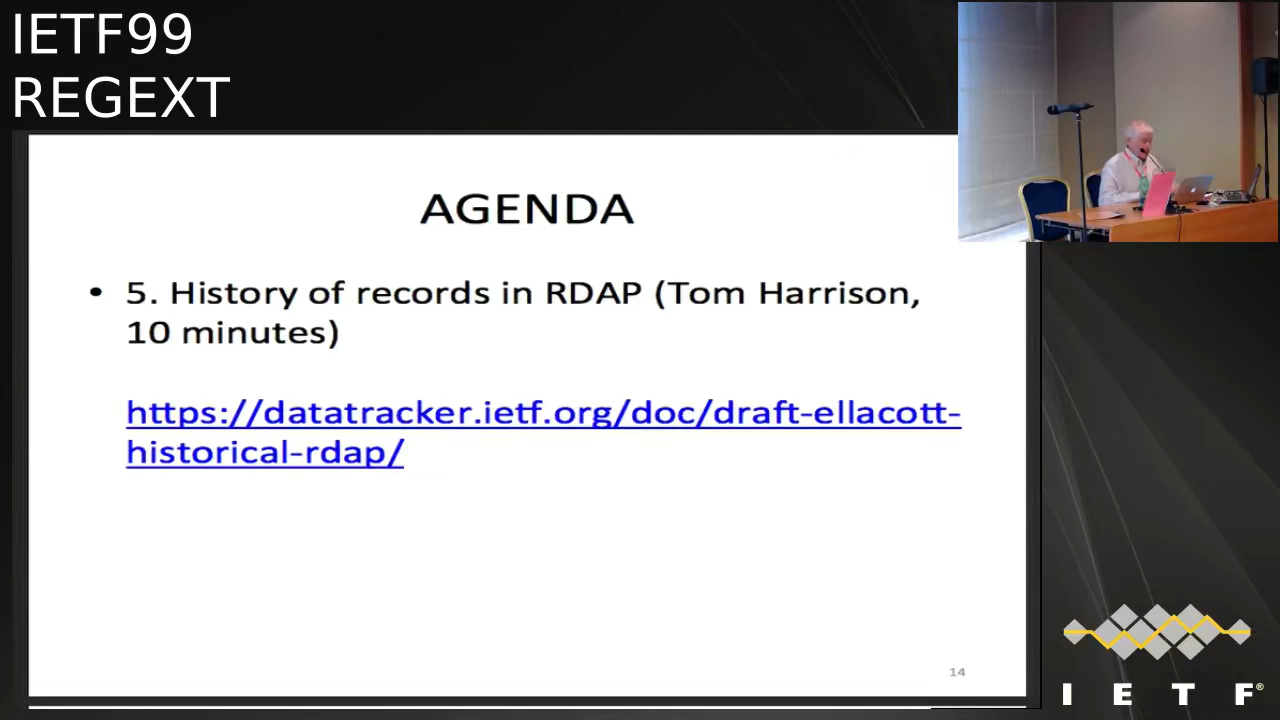 IETF99
REGEXT
AGENDA
• 5. History of records in RDAP (Tom Harrison,
10 minutes)
https://datatracker.ietf.org/doc/draft-ellacott-
historical-rdap/
14
I E T F®